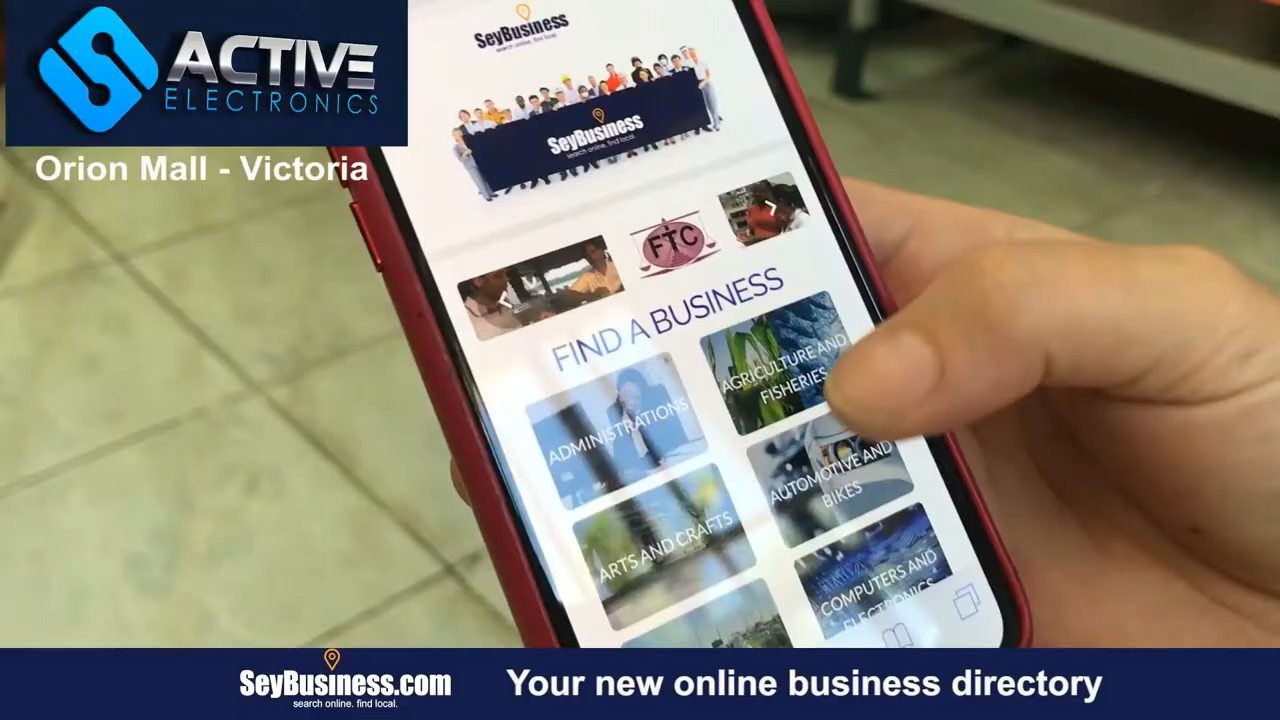 ACTIVE
ELECTRONICS
Orion Mall - Victoria
SeyBusiness
search online. find local.
SeyBusiness
search online. find local.
FTC
FIND A BUSINESS
ADMINISTRATIONS
AGRICULTURE AND
FISHERIES
ARTS AND CRAFTS
AUTOMOTIVE AND
BIKES
COMPUTERS AND
ELECTRONICS
SeyBusiness.com
search online. find local.
Your new online business directory